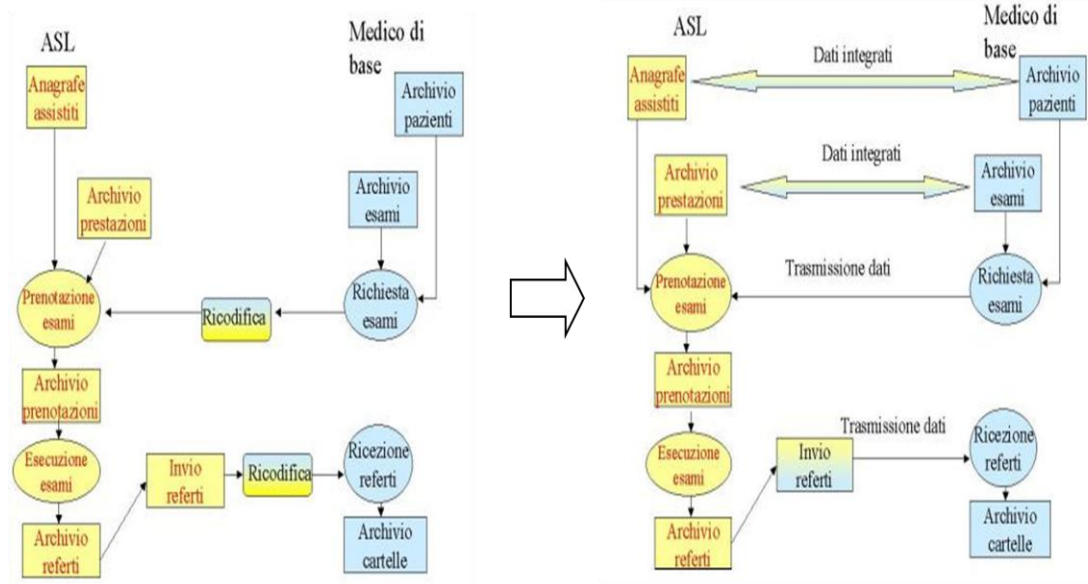 ASL
Medico di
base
Anagrafe
assistiti
Archivio
pazienti
Archivio
prestazioni
Archivio
esami
Prenotazione
esami
Ricodifica
Richiesta
esami
Archivio
prenotazioni
Esecuzione
esami
Invio
referti
Ricodifica
Ricezione
referti
Archivio
referti
Archivio
cartelle
ASL
Medico di
base
Dati integrati
Anagrafe
assistiti
Archivio
pazienti
Dati integrati
Archivio
prestazioni
Archivio
esami
Trasmissione dati
Prenotazione
esami
Richiesta
esami
Archivio
prenotazioni
Trasmissione dati
Esecuzione
esami
Invio
referti
Ricezione
referti
Archivio
referti
Archivio
cartelle